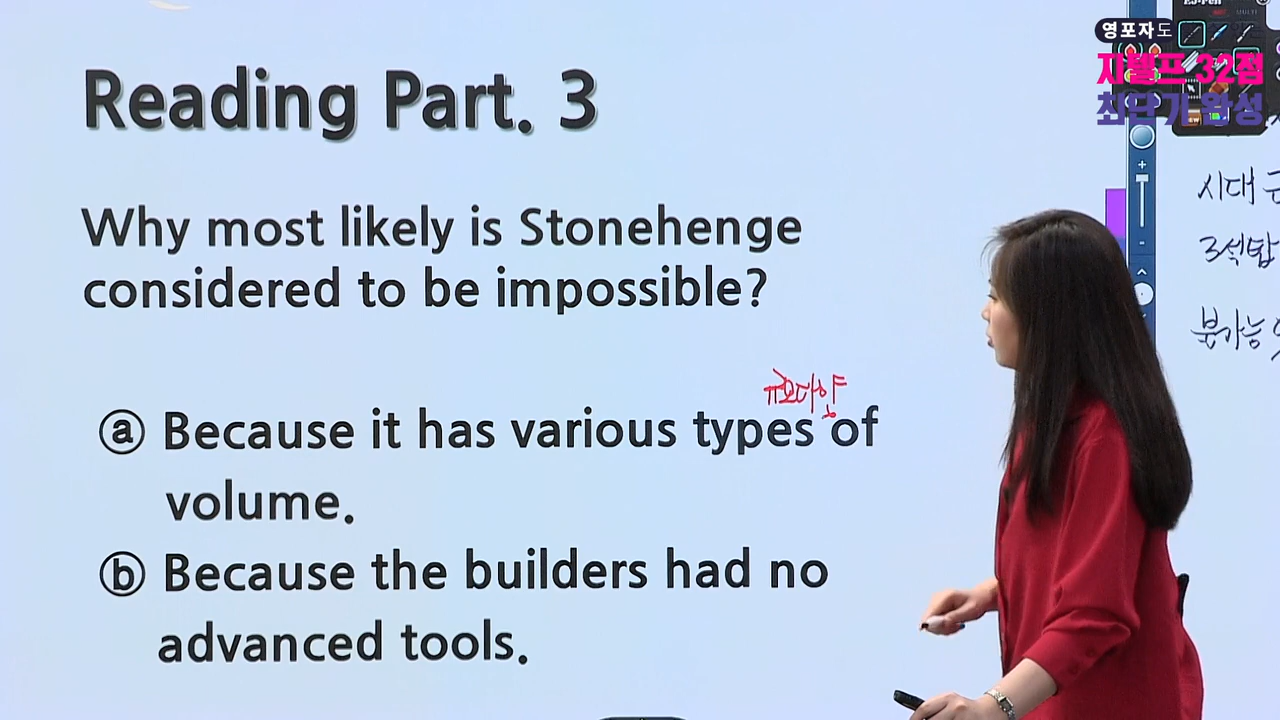 영포자도
지텔프 32점
최단기 완성
Reading Part. 3
Why most likely is Stonehenge
considered to be impossible?
규모다양
ⓐ Because it has various types of
volume.
ⓑ Because the builders had no
advanced tools.
시대
3석탑
불가능